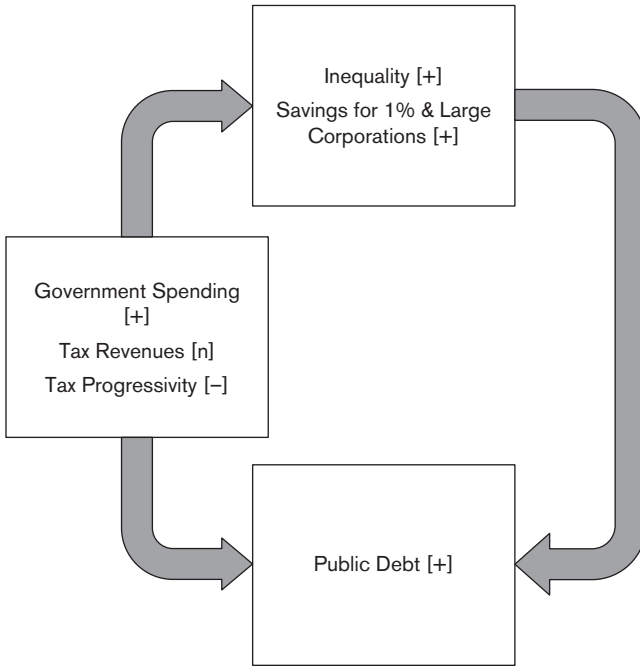 Inequality [+]
Savings for 1% & Large
Corporations [+]
Government Spending
[+]
Tax Revenues [n]
Tax Progressivity [–]
Public Debt [+]